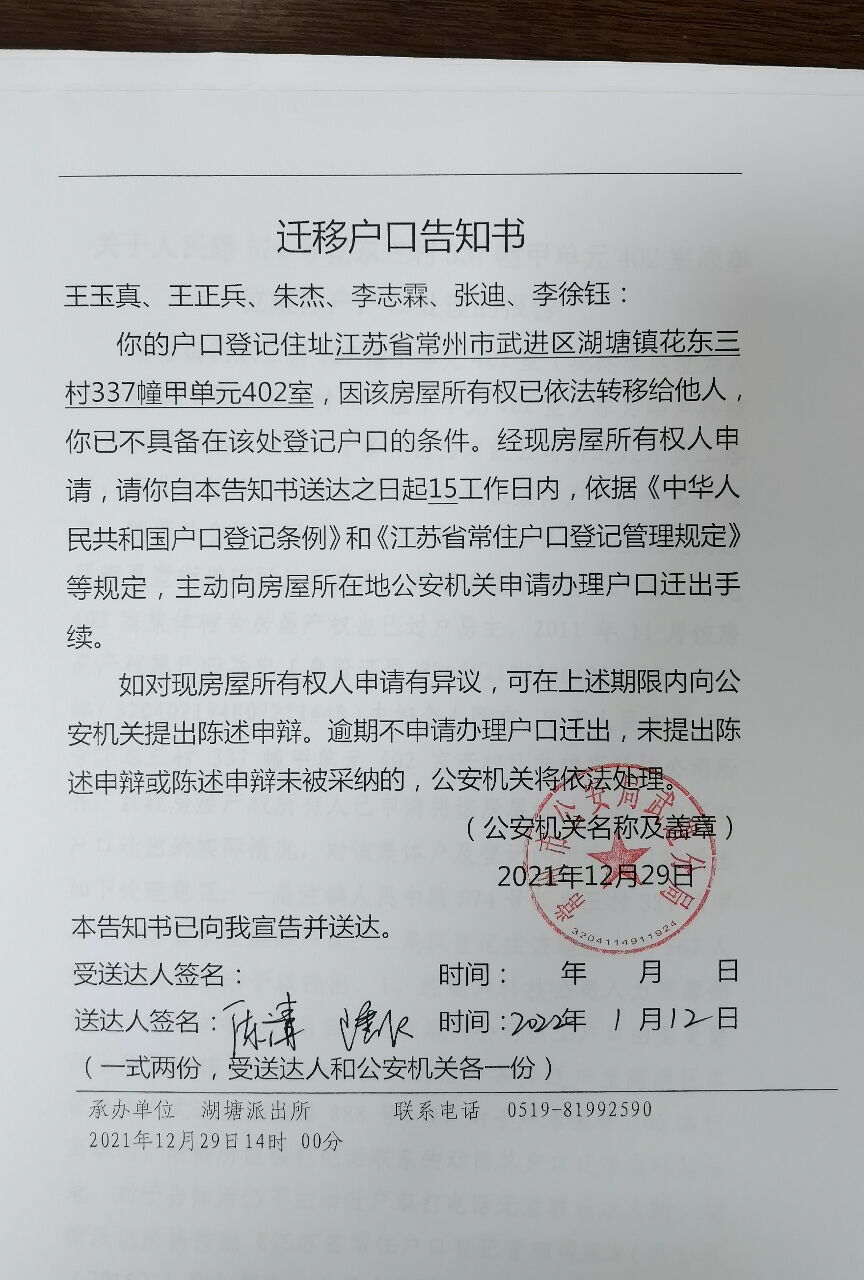 迁移户口告知书
王玉真、王正兵、朱杰、李志霖、张迪、李徐钰：
你的户口登记住址江苏省常州市武进区湖塘镇花东三
村337幢甲单元402室，因该房屋所有权已依法转移给他人，
你已不具备在该处登记户口的条件。经现房屋所有权人申
请，请你自本告知书送达之日起15工作日内，依据《中华人
民共和国户口登记条例》和《江苏省常住户口登记管理规定》
等规定，主动向房屋所在地公安机关申请办理户口迁出手
续。
如对现房屋所有权人申请有异议，可在上述期限内向公
安机关提出陈述申辩。逾期不申请办理户口迁出，未提出陈
述申辩或陈述申辩未被采纳的，公安机关将依法处理。
（公安机关名称及盖章）
常州市公安局武进分局
2021年12月29日
3204114911924
本告知书已向我宣告并送达。
受送达人签名： 时间： 年 月 日
送达人签名： 时间：2022年 1月12日
（一式两份，受送达人和公安机关各一份）
承办单位 湖塘派出所 联系电话 0519-81992590
2021年12月29日14时 00分